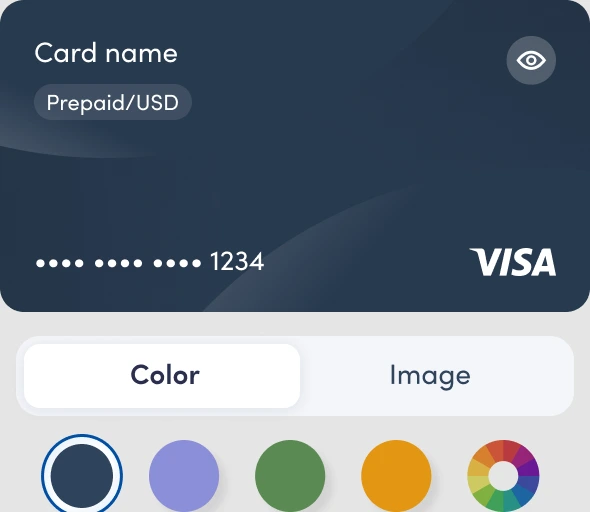 Card name
Prepaid/USD
•••• •••• •••• 1234
VISA
Color
Image